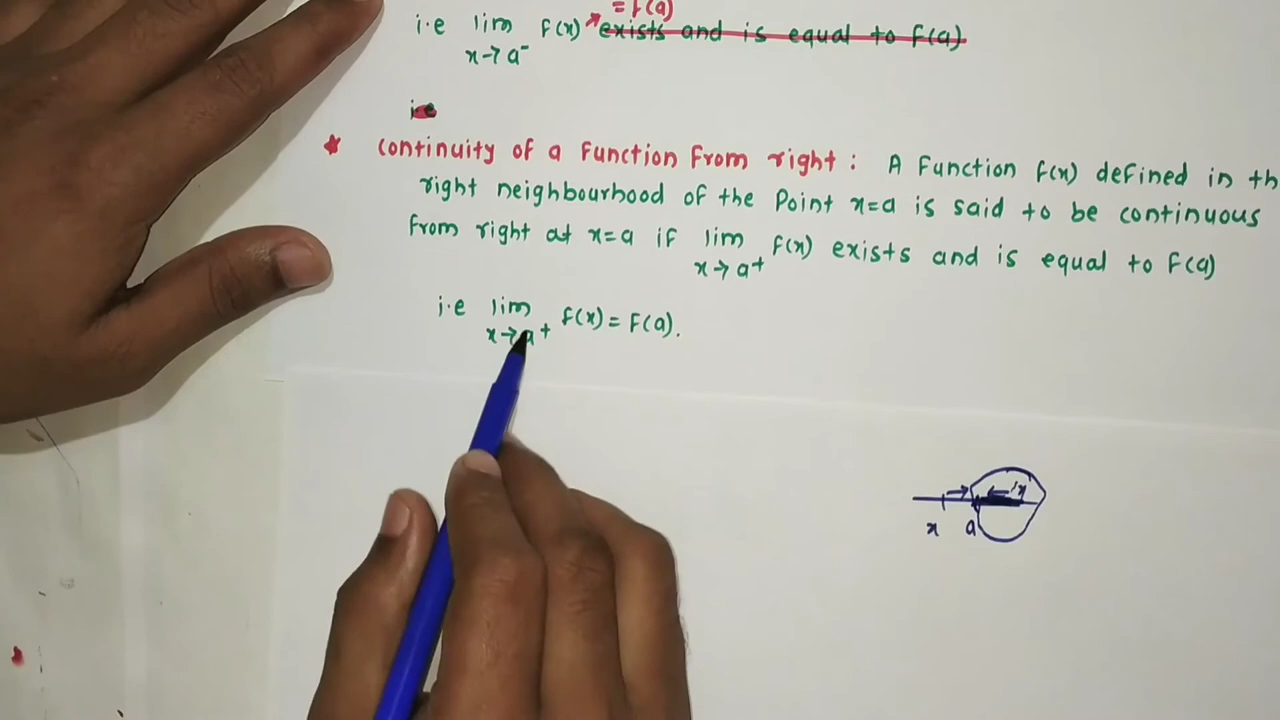 = f(a)
i.e lim f(x) exists and is equal to f(a)
x→a⁻
i.e
* Continuity of a function from right : A function f(x) defined in th
right neighbourhood of the point x=a is said to be continuous
from right at x=a if lim f(x) exists and is equal to f(a)
x→a⁺
i.e lim f(x) = f(a).
x→a⁺
x
x a